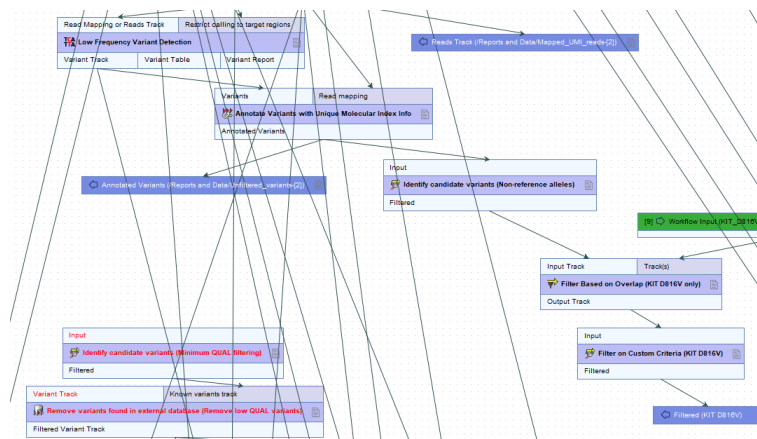 Read Mapping or Reads Track
Restrict calling to target regions
Low Frequency Variant Detection
Variant Track
Variant Table
Variant Report
Reads Track (/Reports and Data/Mapped_UMI_reads-{2})
Variants
Read mapping
Annotate Variants with Unique Molecular Index Info
Annotated Variants
Annotated Variants (/Reports and Data/Unfiltered_variants-{2})
Input
Identify candidate variants (Non-reference alleles)
Filtered
[9]
Workflow Input (KIT_D816V
Input Track
Track(s)
Filter Based on Overlap (KIT D816V only)
Output Track
Input
Identify candidate variants (Minimum QUAL filtering)
Filtered
Input
Filter on Custom Criteria (KIT D816V)
Filtered
Variant Track
Known variants track
Remove variants found in external database (Remove low QUAL variants)
Filtered Variant Track
Filtered (KIT D816V)